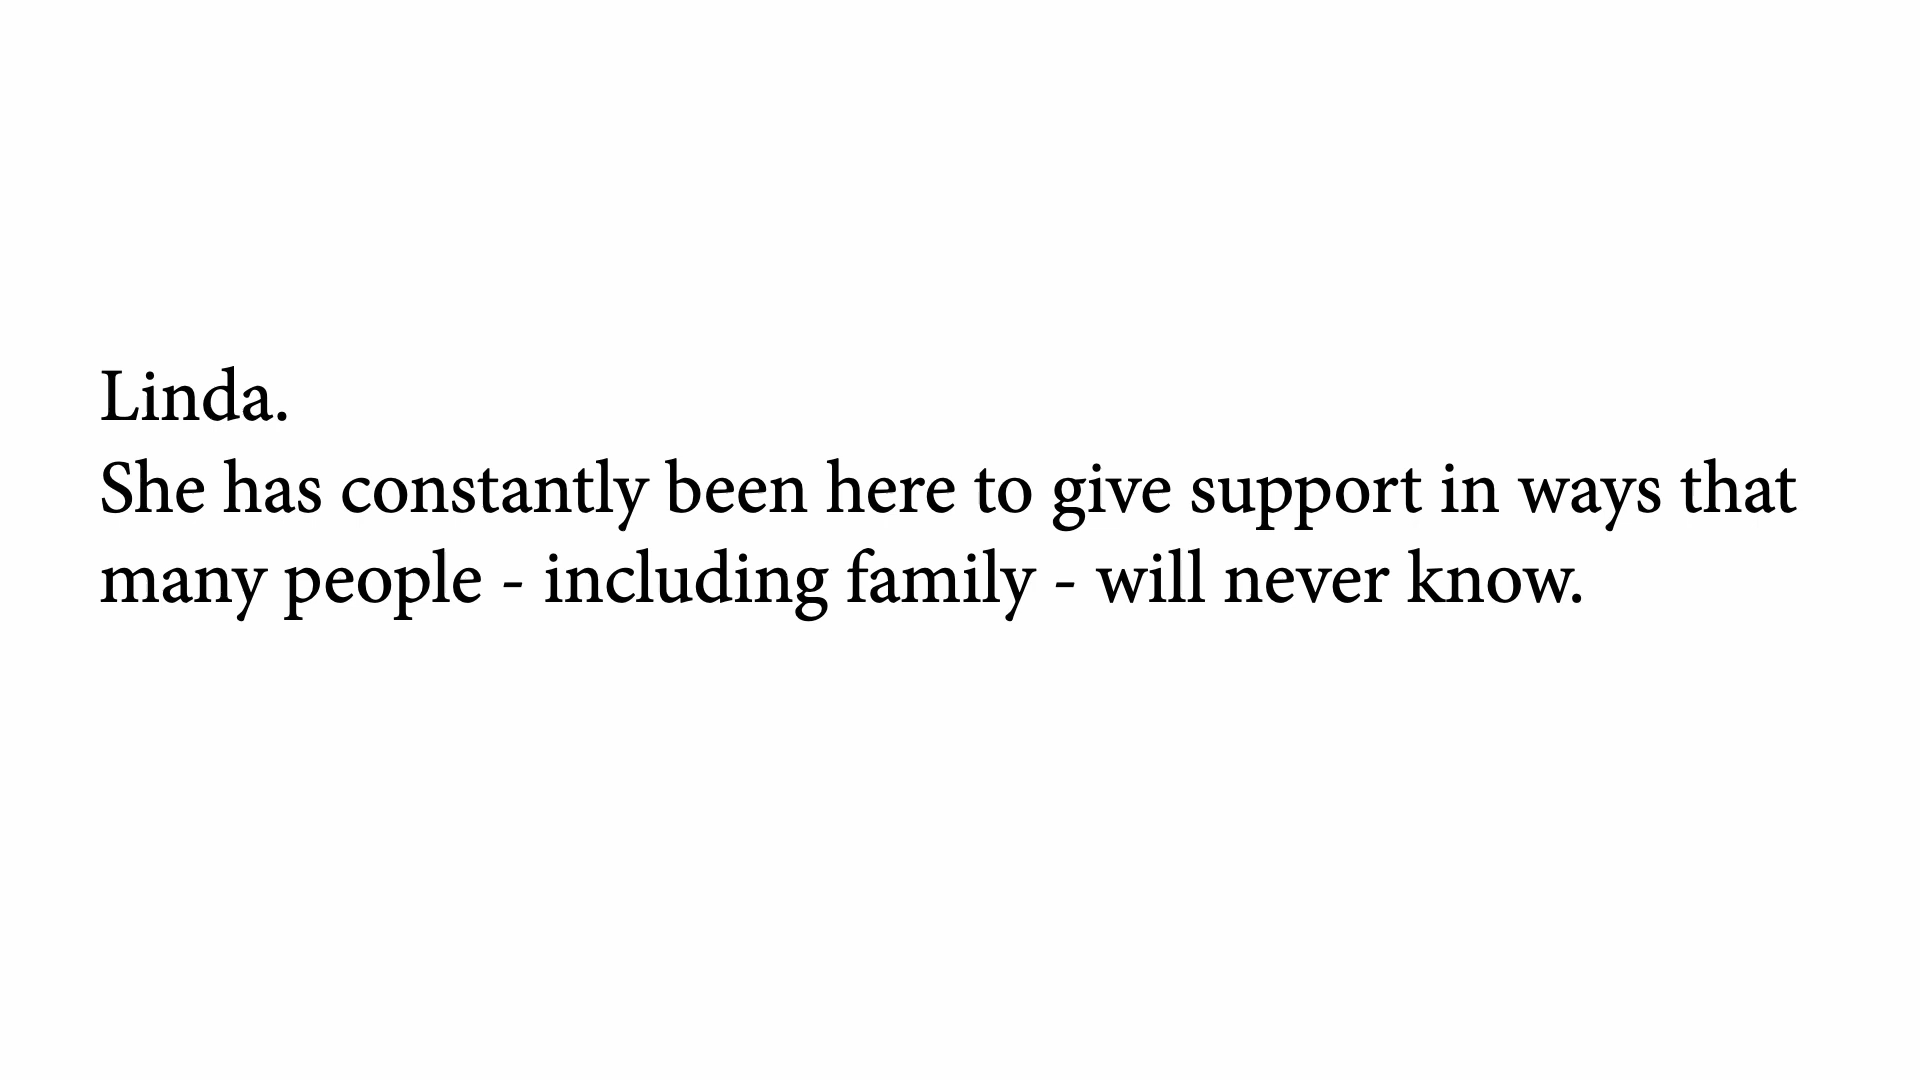 Linda.
She has constantly been here to give support in ways that
many people - including family - will never know.